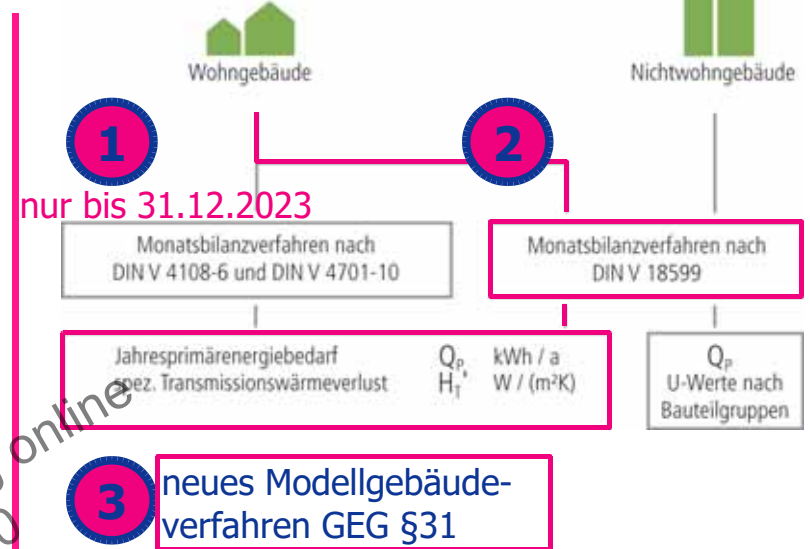 Wohngebäude
Nichtwohngebäude
1
2
nur bis 31.12.2023
Monatsbilanzverfahren nach
DIN V 4108-6 und DIN V 4701-10
Monatsbilanzverfahren nach
DIN V 18599
Jahresprimärenergiebedarf Qₚ kWh / a
spez. Transmissionswärmeverlust Hₜ' W / (m²K)
Qₚ
U-Werte nach
Bauteilgruppen
online
3
neues Modellgebäude-
verfahren GEG §31